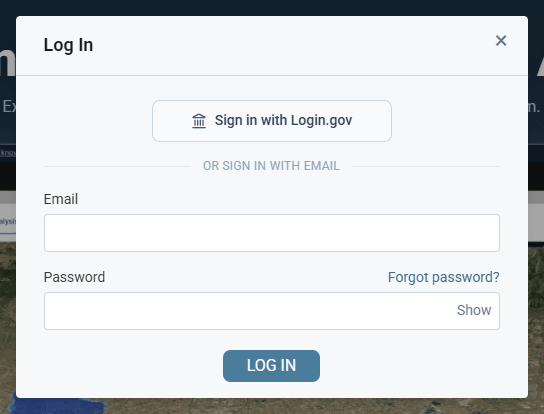 Log In
×
Sign in with Login.gov
OR SIGN IN WITH EMAIL
Email
Password Forgot password?
Show
LOG IN